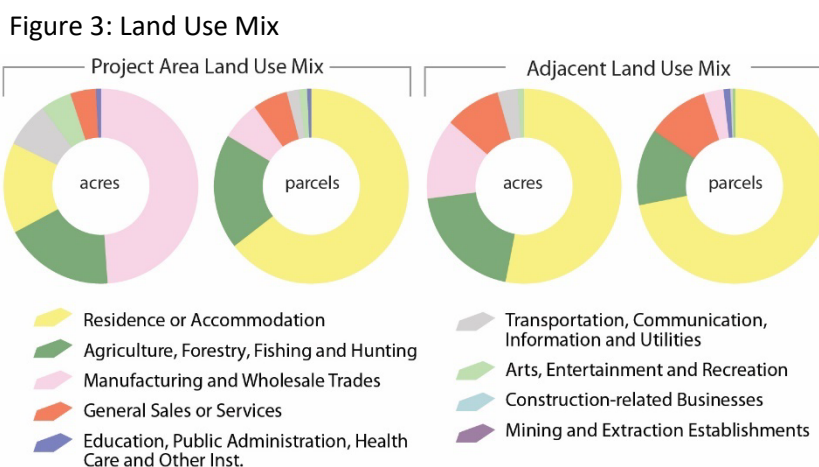 Figure 3: Land Use Mix
Project Area Land Use Mix
Adjacent Land Use Mix
acres
parcels
acres
parcels
Residence or Accommodation
Agriculture, Forestry, Fishing and Hunting
Manufacturing and Wholesale Trades
General Sales or Services
Education, Public Administration, Health
Care and Other Inst.
Transportation, Communication,
Information and Utilities
Arts, Entertainment and Recreation
Construction-related Businesses
Mining and Extraction Establishments